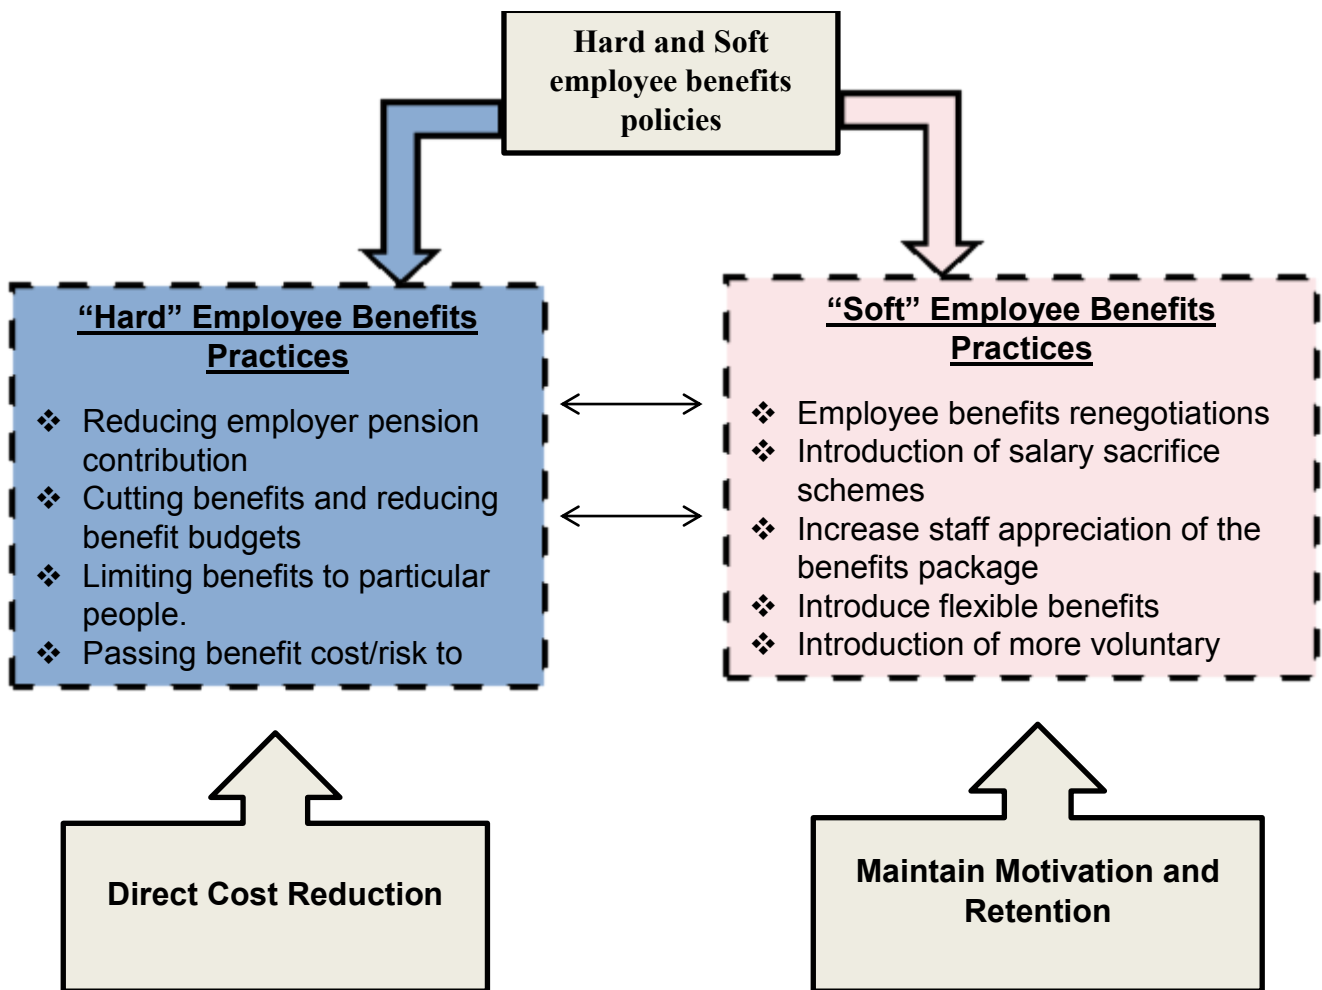 Hard and Soft
employee benefits
policies
“Hard” Employee Benefits
Practices
❖ Reducing employer pension
contribution
❖ Cutting benefits and reducing
benefit budgets
❖ Limiting benefits to particular
people.
❖ Passing benefit cost/risk to
“Soft” Employee Benefits
Practices
❖ Employee benefits renegotiations
❖ Introduction of salary sacrifice
schemes
❖ Increase staff appreciation of the
benefits package
❖ Introduce flexible benefits
❖ Introduction of more voluntary
Direct Cost Reduction
Maintain Motivation and
Retention